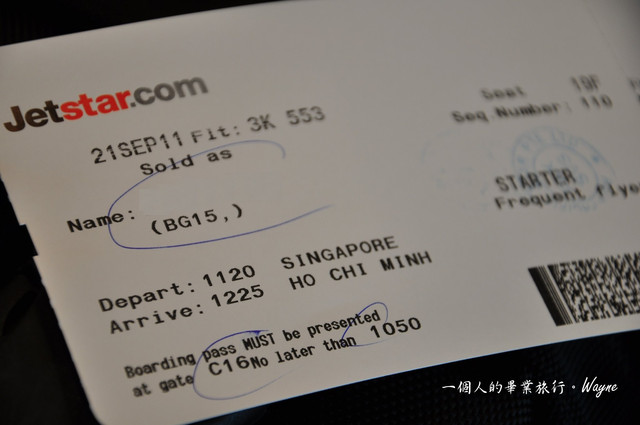 Jetstar.com
21SEP11 Flt: 3K 553
Sold as
Name:
(BG15,)
Depart: 1120 SINGAPORE
Arrive: 1225 HO CHI MINH
Boarding pass MUST be presented
at gate C16 No later than 1050
Seat 19F
Seq.Number: 110
STARTER
Frequent flye
一個人的畢業旅行。Wayne